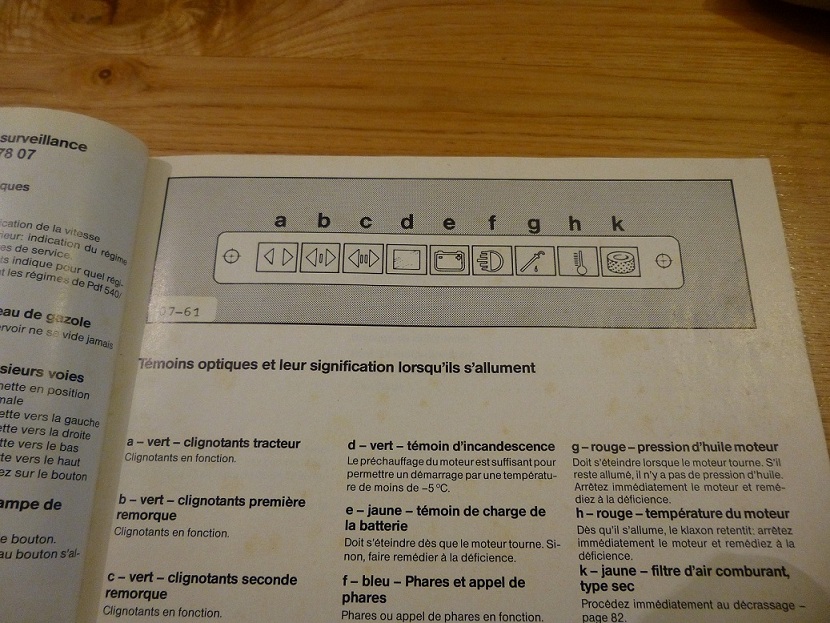 surveillance
78 07
ques
ication de la vitesse
eur: indication du régime
es de service.
ts indique pour quel régi-
nt les régimes de Pdf 540/
eau de gazole
ervoir ne se vide jamais
sieurs voies
nette en position
male
ette vers la gauche
ette vers la droite
tte vers le bas
te vers le haut
ez sur le bouton
ampe de
e bouton.
au bouton s'al-
a b c d e f g h k
07–61
Témoins optiques et leur signification lorsqu'ils s'allument
a – vert – clignotants tracteur
Clignotants en fonction.
b – vert – clignotants première
remorque
Clignotants en fonction.
c – vert – clignotants seconde
remorque
Clignotants en fonction.
d – vert – témoin d'incandescence
Le préchauffage du moteur est suffisant pour
permettre un démarrage par une températu-
re de moins de –5 °C.
e – jaune – témoin de charge de
la batterie
Doit s'éteindre dès que le moteur tourne. Si-
non, faire remédier à la déficience.
f – bleu – Phares et appel de
phares
Phares ou appel de phares en fonction.
g – rouge – pression d'huile moteur
Doit s'éteindre lorsque le moteur tourne. S'il
reste allumé, il n'y a pas de pression d'huile.
Arrêtez immédiatement le moteur et remé-
diez à la déficience.
h – rouge – température du moteur
Dès qu'il s'allume, le klaxon retentit: arrêtez
immédiatement le moteur et remédiez à la
déficience.
k – jaune – filtre d'air comburant,
type sec
Procédez immédiatement au décrassage –
page 82.